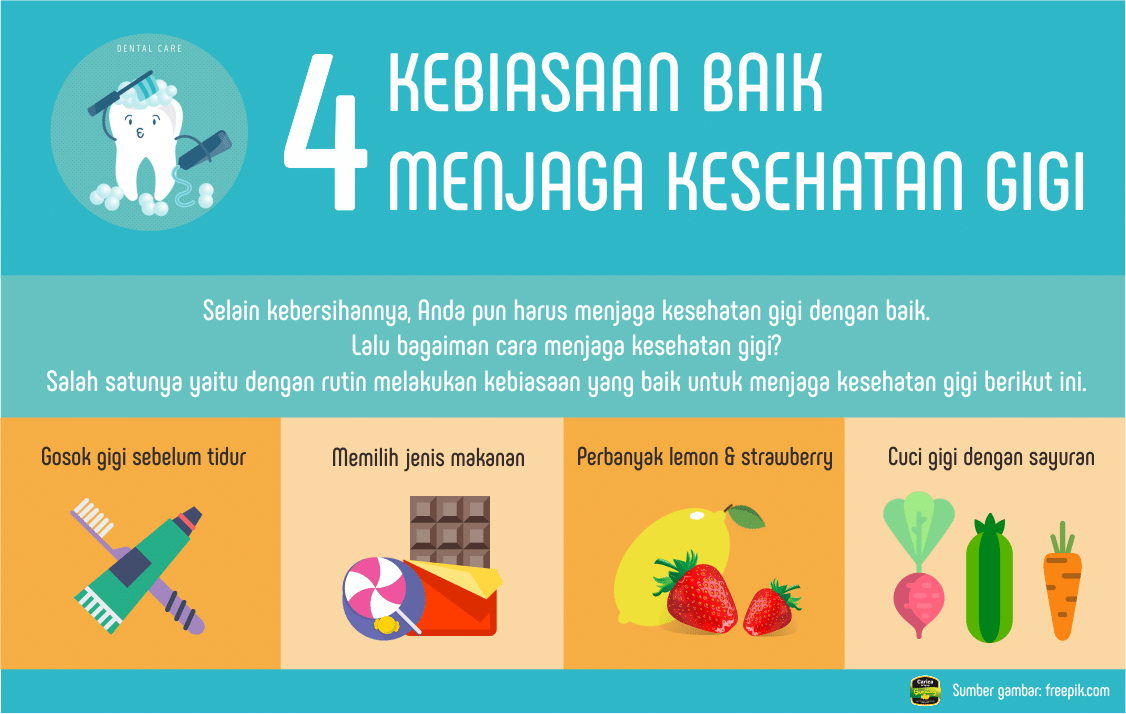 DENTAL CARE
4 KEBIASAAN BAIK
MENJAGA KESEHATAN GIGI
Selain kebersihannya, Anda pun harus menjaga kesehatan gigi dengan baik.
Lalu bagaiman cara menjaga kesehatan gigi?
Salah satunya yaitu dengan rutin melakukan kebiasaan yang baik untuk menjaga kesehatan gigi berikut ini.
Gosok gigi sebelum tidur
Memilih jenis makanan
Perbanyak lemon & strawberry
Cuci gigi dengan sayuran
Carica
Sumber gambar: freepik.com